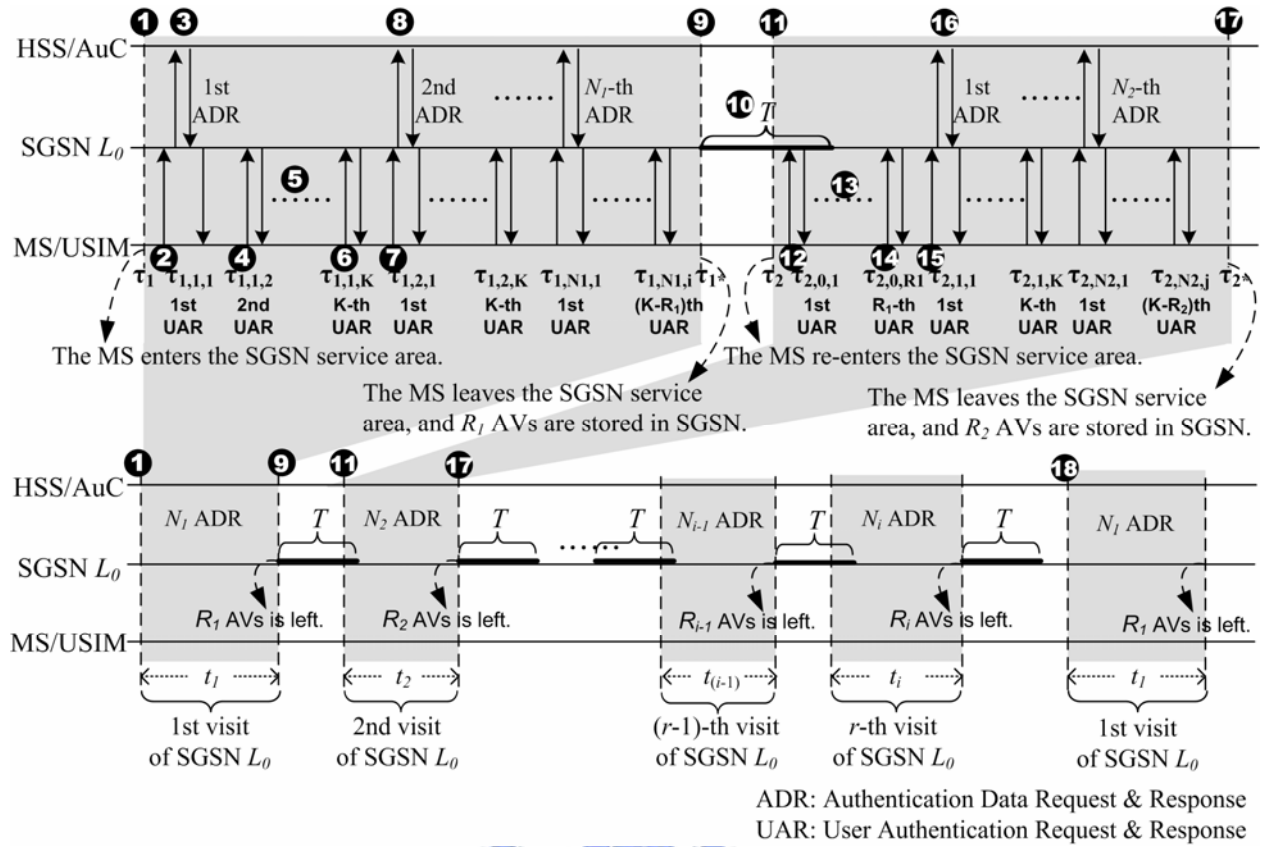 1 3 8 9 11 16 17
HSS/AuC
1st ADR
2nd ADR
N1-th ADR
1st ADR
N2-th ADR
10 T
SGSN L0
5
13
MS/USIM
2 4 6 7 12 14 15
τ1 τ1,1,1 τ1,1,2 τ1,1,K τ1,2,1 τ1,2,K τ1,N1,1 τ1,N1,i τ1* τ2 τ2,0,1 τ2,0,R1 τ2,1,1 τ2,1,K τ2,N2,1 τ2,N2,j τ2*
1st 2nd K-th 1st K-th 1st (K-R1)th 1st R1-th 1st K-th 1st (K-R2)th
UAR UAR UAR UAR UAR UAR UAR UAR UAR UAR UAR UAR UAR
The MS enters the SGSN service area.
The MS re-enters the SGSN service area.
The MS leaves the SGSN service
area, and R1 AVs are stored in SGSN.
The MS leaves the SGSN service
area, and R2 AVs are stored in SGSN.
1 9 11 17 18
HSS/AuC
N1 ADR T N2 ADR T T Ni-1 ADR T Ni ADR T N1 ADR
SGSN L0
R1 AVs is left. R2 AVs is left. Ri-1 AVs is left. Ri AVs is left. R1 AVs is left.
MS/USIM
t1 t2 t(i-1) ti t1
1st visit 2nd visit (r-1)-th visit r-th visit 1st visit
of SGSN L0 of SGSN L0 of SGSN L0 of SGSN L0 of SGSN L0
ADR: Authentication Data Request & Response
UAR: User Authentication Request & Response